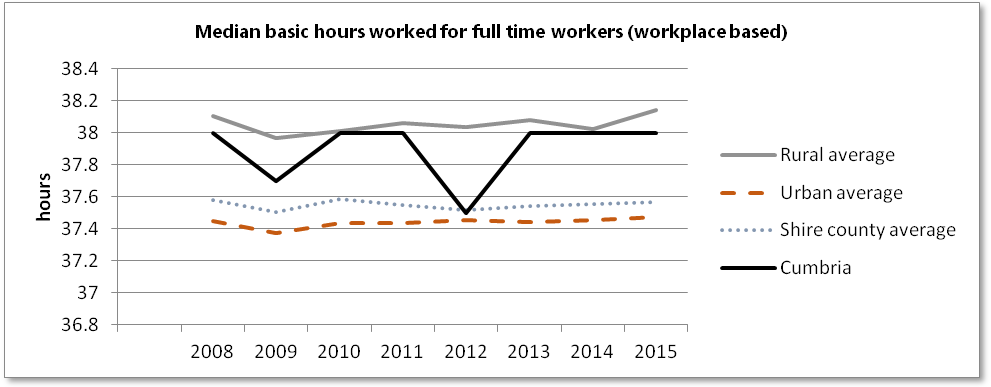 Median basic hours worked for full time workers (workplace based)
38.4
38.2
38
37.8
37.6
37.4
37.2
37
36.8
hours
2008 2009 2010 2011 2012 2013 2014 2015
Rural average
Urban average
Shire county average
Cumbria